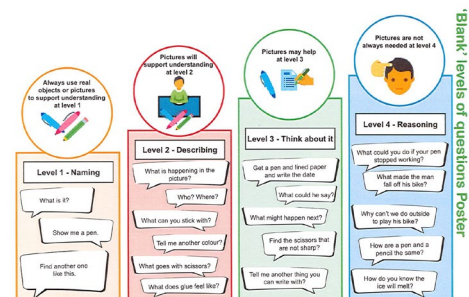 'Blank' levels of questions Poster
Always use real
objects or pictures
to support understanding
at level 1
Level 1 - Naming
What is it?
Show me a pen.
Find another one
like this.
Pictures will
support understanding
at level 2
Level 2 - Describing
What is happening in the
picture?
Who? Where?
What can you stick with?
Tell me another colour?
What goes with scissors?
What does glue feel like?
Pictures may help
at level 3
Level 3 - Think about it
Get a pen and lined paper
and write the date
What could he say?
What might happen next?
Find the scissors that
are not sharp?
Tell me another thing you
can write with?
Pictures are not
always needed at level 4
Level 4 - Reasoning
What could you do if your pen
stopped working?
What made the man
fall off his bike?
Why can't we do outside
to play his bike?
How are a pen and a
pencil the same?
How do you know the
ice will melt?